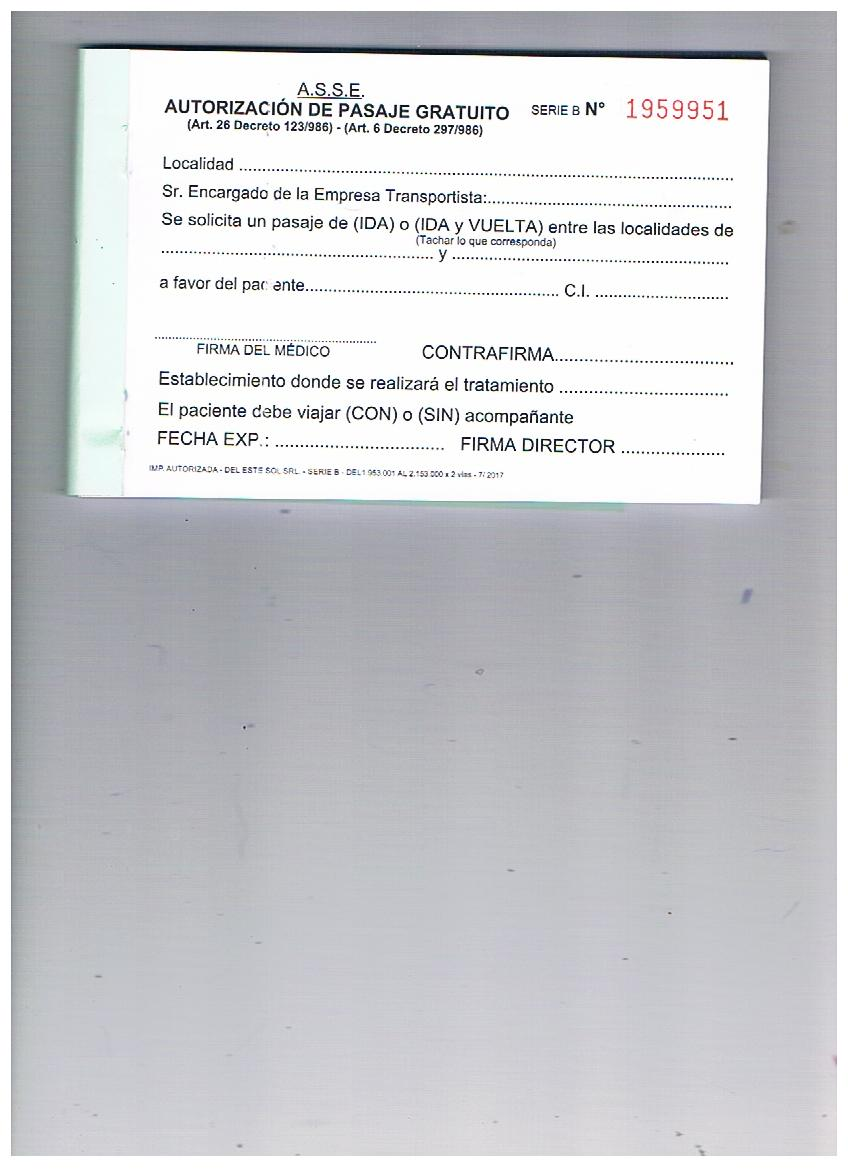 A.S.S.E.
AUTORIZACIÓN DE PASAJE GRATUITO SERIE B Nº 1959951
(Art. 26 Decreto 123/986) - (Art. 6 Decreto 297/986)
Localidad ..........
Sr. Encargado de la Empresa Transportista:..........
Se solicita un pasaje de (IDA) o (IDA y VUELTA) entre las localidades de
(Tachar lo que corresponda)
.......... y ..........
a favor del paciente.......... C.I. ..........
FIRMA DEL MÉDICO CONTRAFIRMA..........
Establecimiento donde se realizará el tratamiento ..........
El paciente debe viajar (CON) o (SIN) acompañante
FECHA EXP.: .......... FIRMA DIRECTOR ..........
IMP. AUTORIZADA - DEL ESTE SOL SRL. - SERIE B - DEL 1.953.001 AL 2.153.000 x 2 vías - 7/ 2017